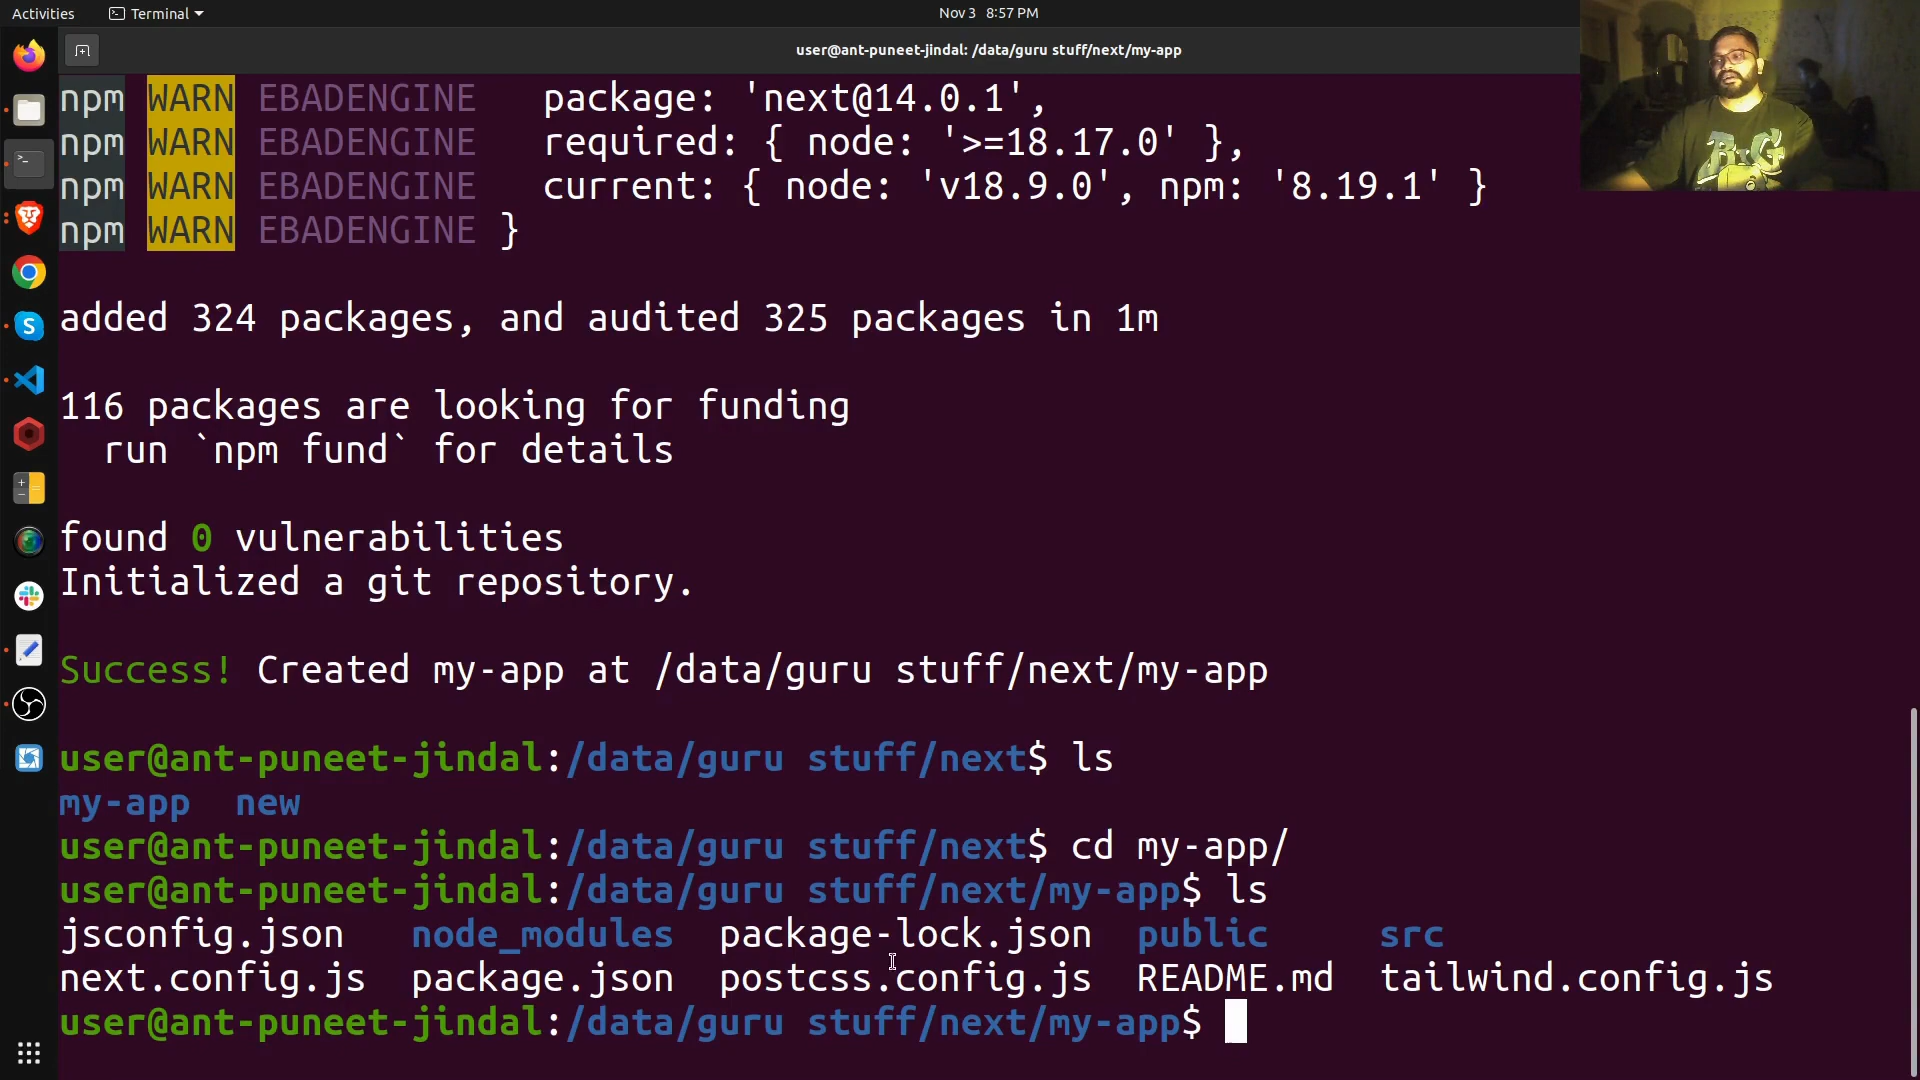 Activities Terminal Nov 3 8:57 PM
user@ant-puneet-jindal: /data/guru stuff/next/my-app
npm WARN EBADENGINE package: 'next@14.0.1',
npm WARN EBADENGINE required: { node: '>=18.17.0' },
npm WARN EBADENGINE current: { node: 'v18.9.0', npm: '8.19.1' }
npm WARN EBADENGINE }
added 324 packages, and audited 325 packages in 1m
116 packages are looking for funding
run `npm fund` for details
found 0 vulnerabilities
Initialized a git repository.
Success! Created my-app at /data/guru stuff/next/my-app
user@ant-puneet-jindal:/data/guru stuff/next$ ls
my-app new
user@ant-puneet-jindal:/data/guru stuff/next$ cd my-app/
user@ant-puneet-jindal:/data/guru stuff/next/my-app$ ls
jsconfig.json node_modules package-lock.json public src
next.config.js package.json postcss.config.js README.md tailwind.config.js
user@ant-puneet-jindal:/data/guru stuff/next/my-app$